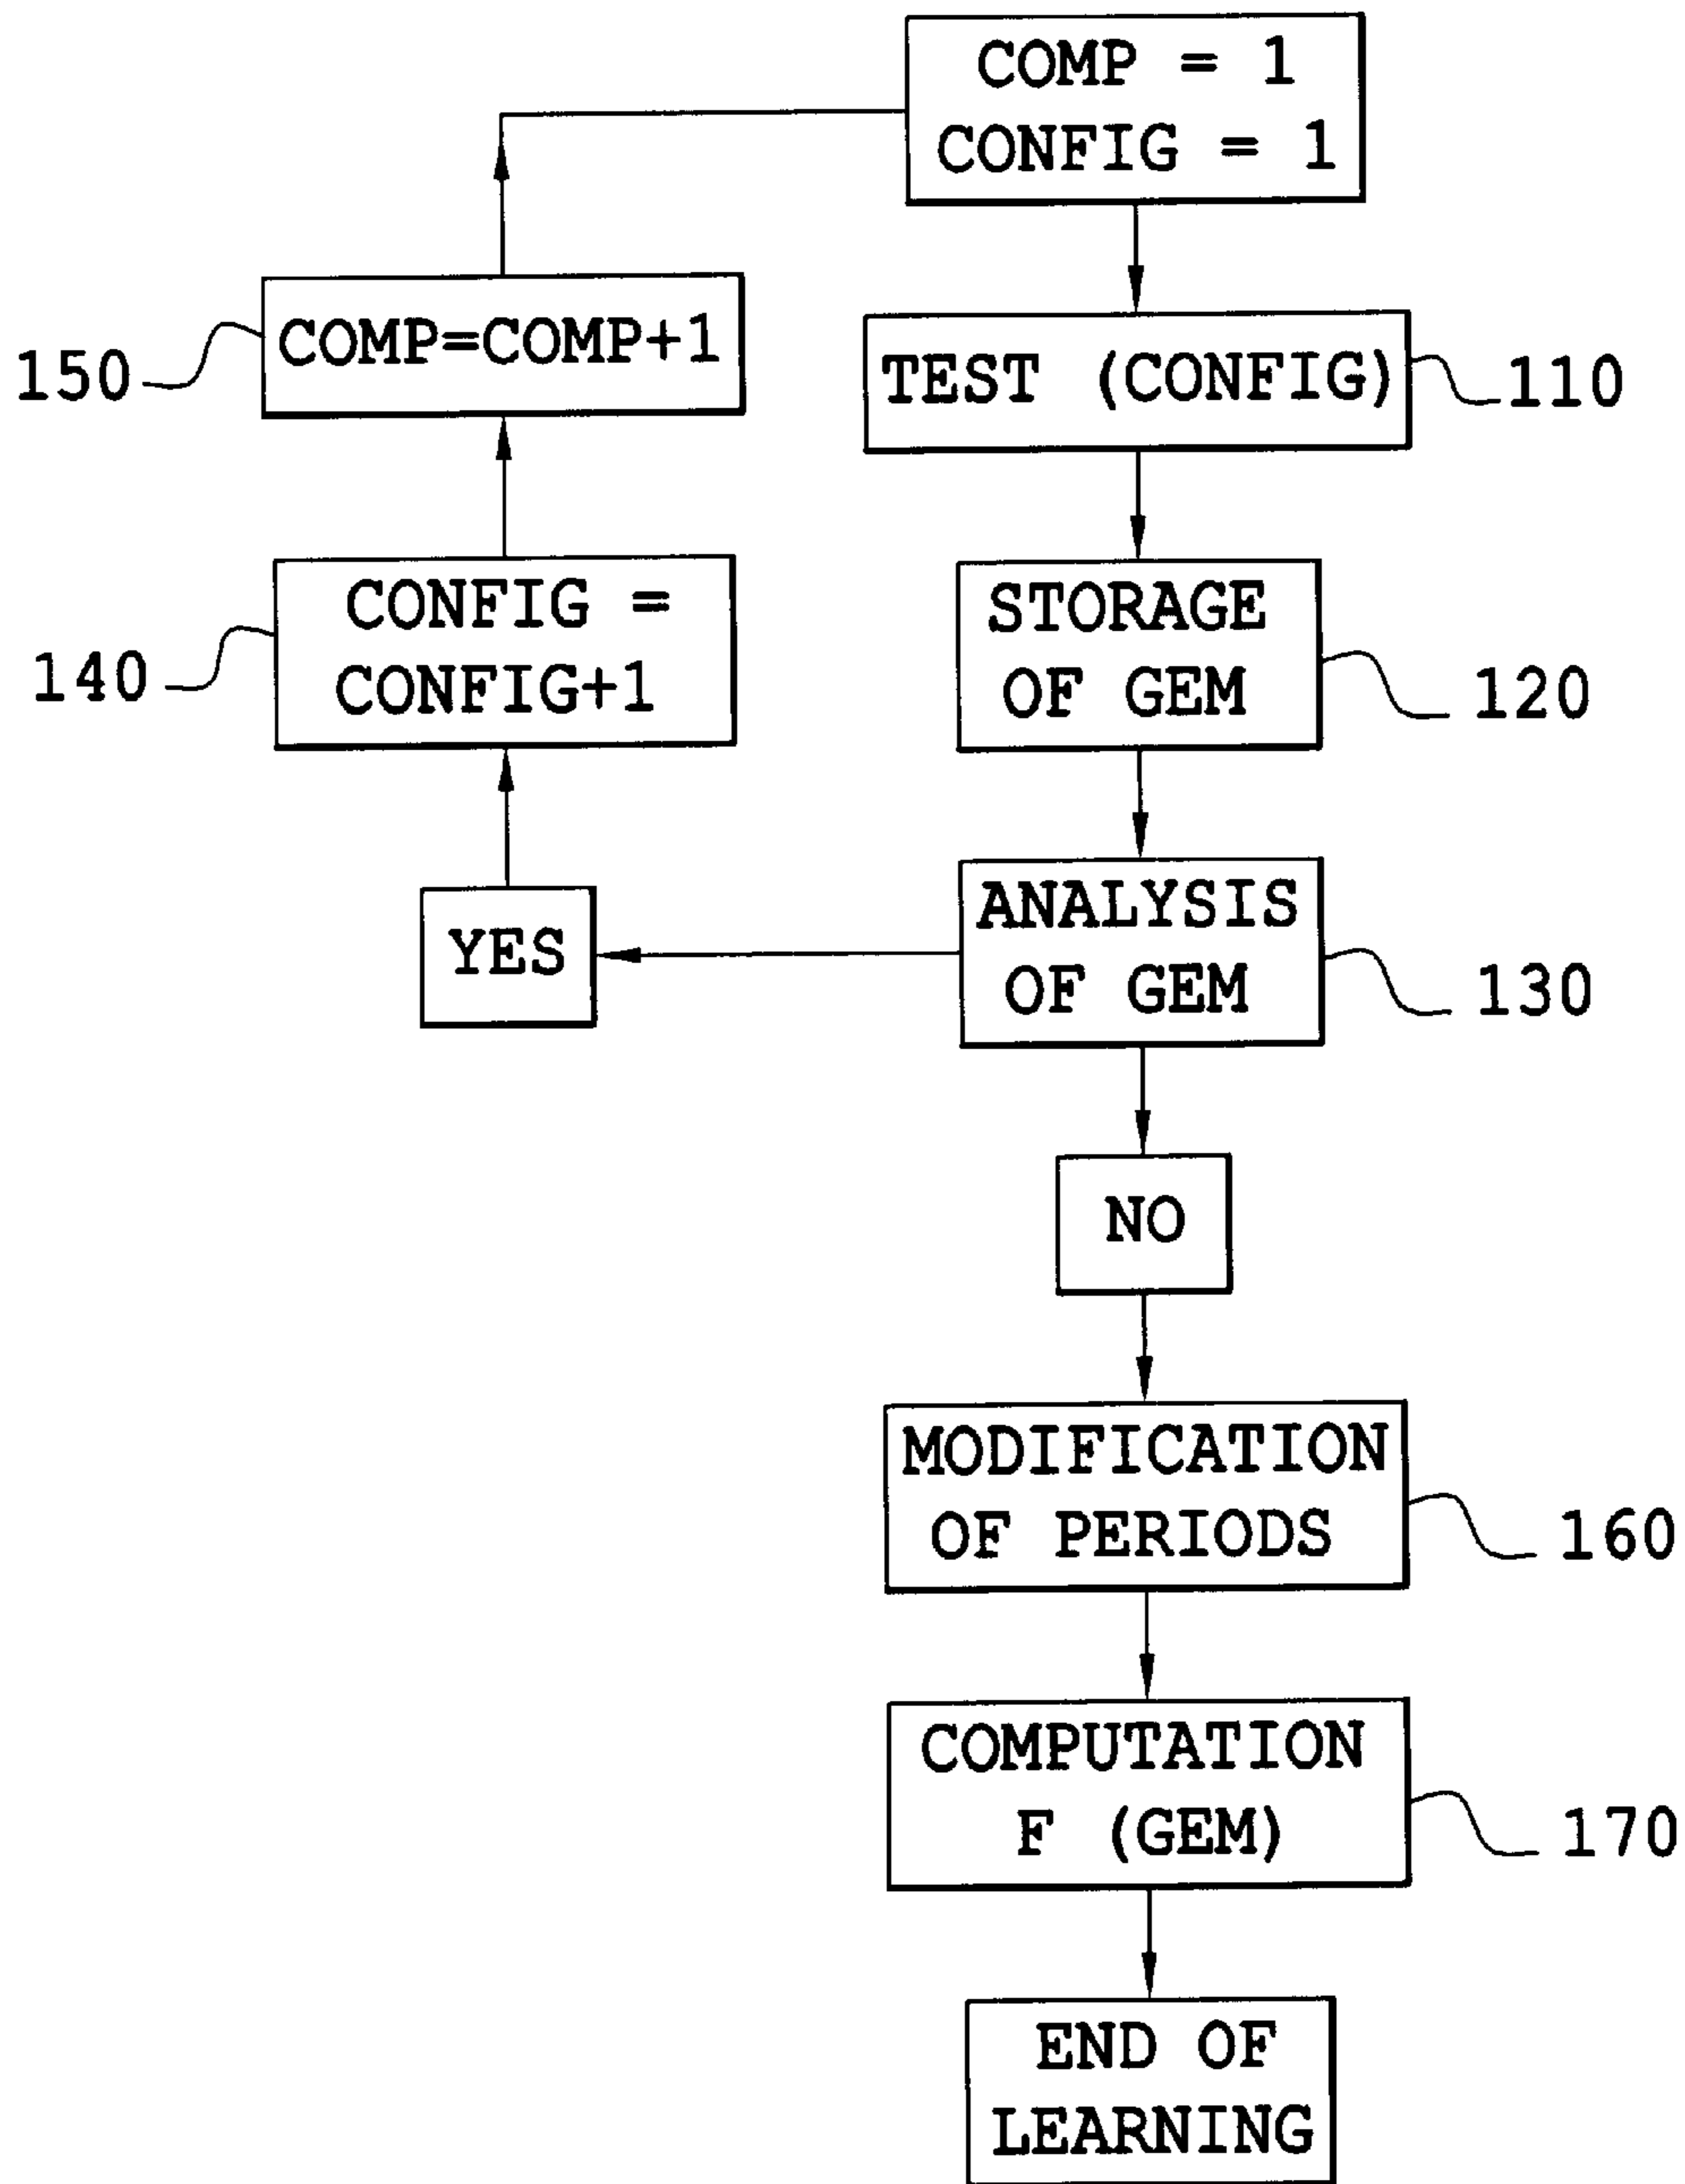 COMP = 1
CONFIG = 1
COMP=COMP+1
150
TEST (CONFIG)
110
CONFIG =
CONFIG+1
140
STORAGE
OF GEM
120
YES
ANALYSIS
OF GEM
130
NO
MODIFICATION
OF PERIODS
160
COMPUTATION
F (GEM)
170
END OF
LEARNING